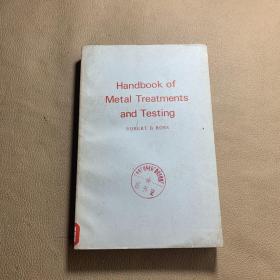 Handbook of
Metal Treatments
and Testing
ROBERT B ROSS